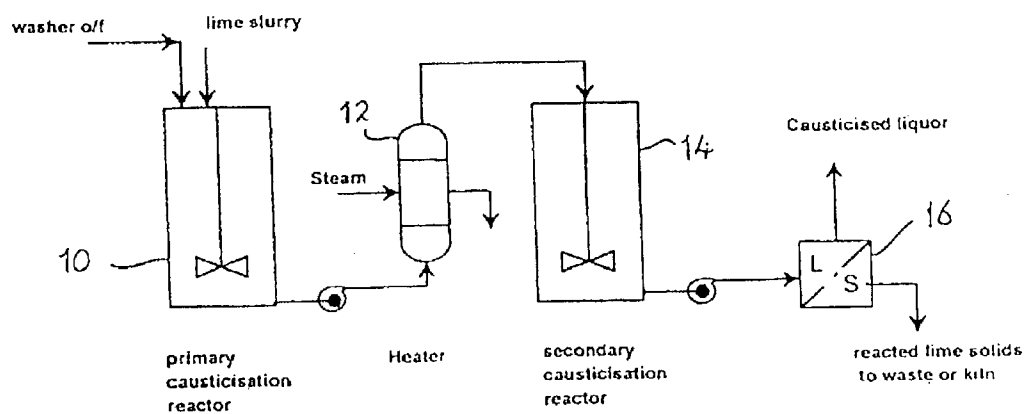 washer o/f
lime slurry
12
14
Causticised liquor
Steam
10
16
L
S
primary
causticisation
reactor
Heater
secondary
causticisation
reactor
reacted lime solids
to waste or kiln